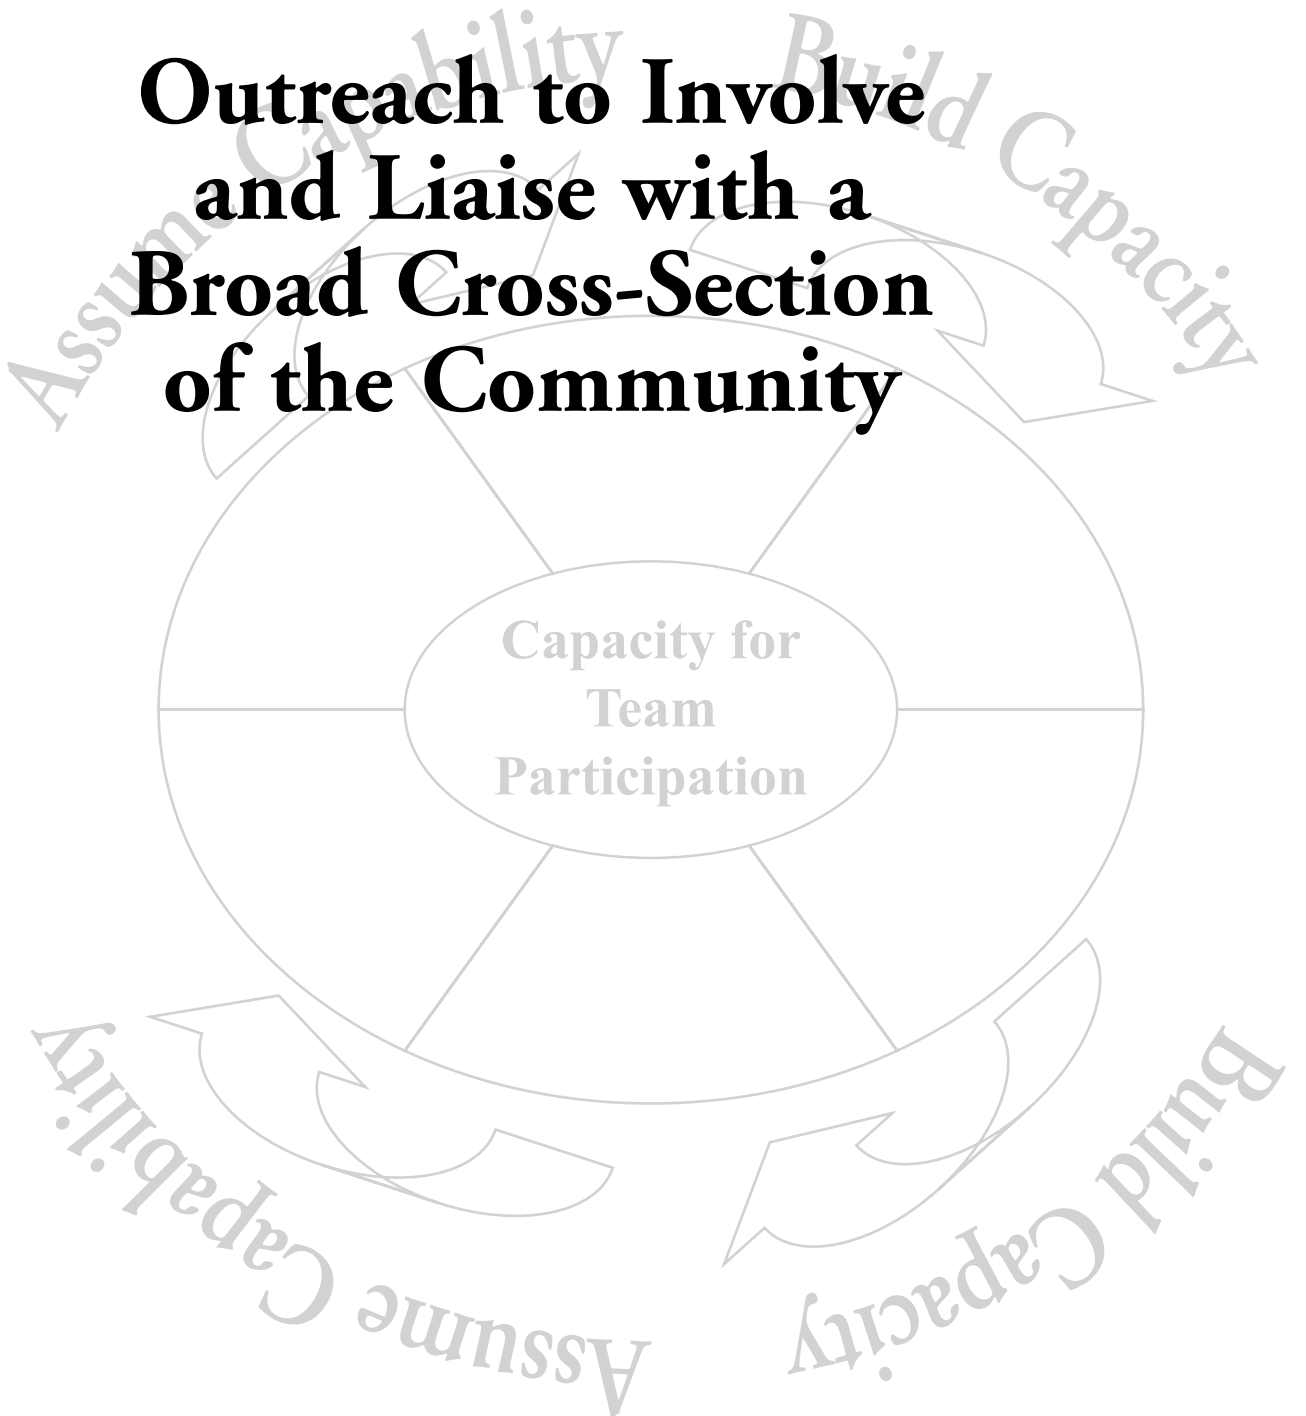 Outreach to Involve
and Liaise with a
Broad Cross-Section
of the Community
Assume Capability
Build Capacity
Capacity for
Team
Participation
Assume Capability
Build Capacity